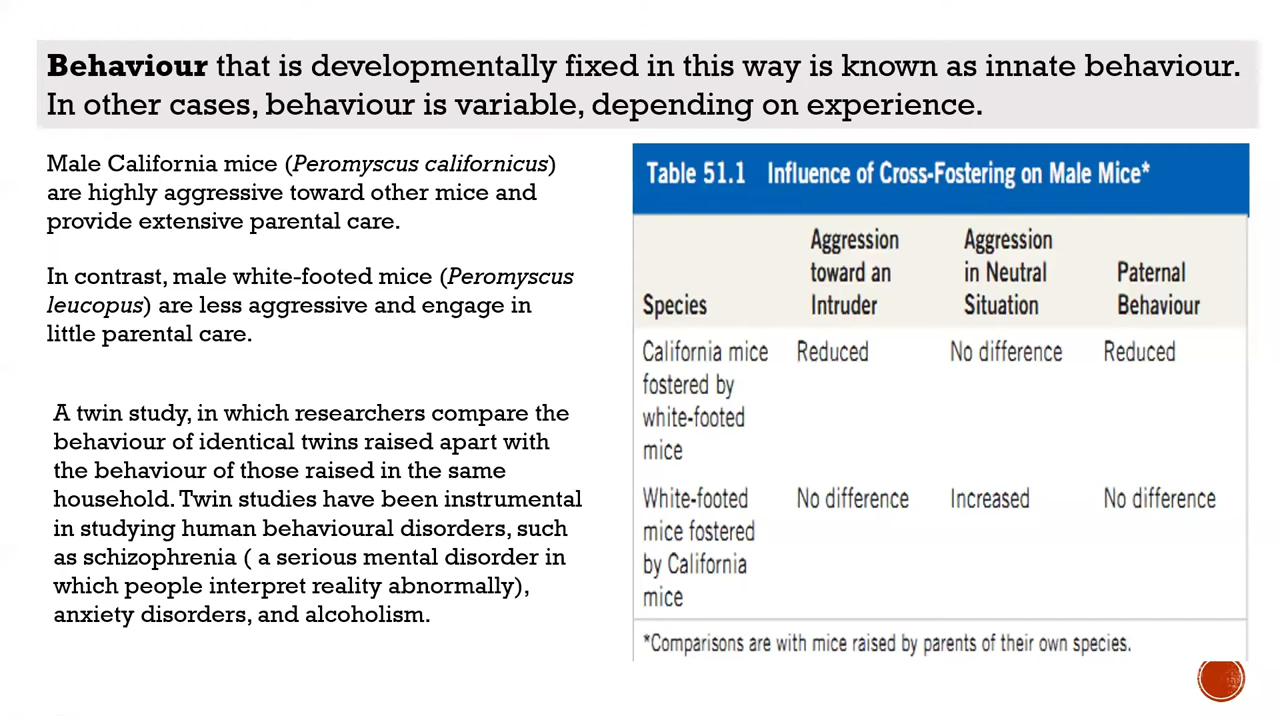 Behaviour that is developmentally fixed in this way is known as innate behaviour.
In other cases, behaviour is variable, depending on experience.
Male California mice (Peromyscus californicus)
are highly aggressive toward other mice and
provide extensive parental care.
In contrast, male white-footed mice (Peromyscus
leucopus) are less aggressive and engage in
little parental care.
A twin study, in which researchers compare the
behaviour of identical twins raised apart with
the behaviour of those raised in the same
household. Twin studies have been instrumental
in studying human behavioural disorders, such
as schizophrenia ( a serious mental disorder in
which people interpret reality abnormally),
anxiety disorders, and alcoholism.
Table 51.1 Influence of Cross-Fostering on Male Mice*
Aggression Aggression
toward an in Neutral Paternal
Species Intruder Situation Behaviour
California mice Reduced No difference Reduced
fostered by
white-footed
mice
White-footed No difference Increased No difference
mice fostered
by California
mice
*Comparisons are with mice raised by parents of their own species.